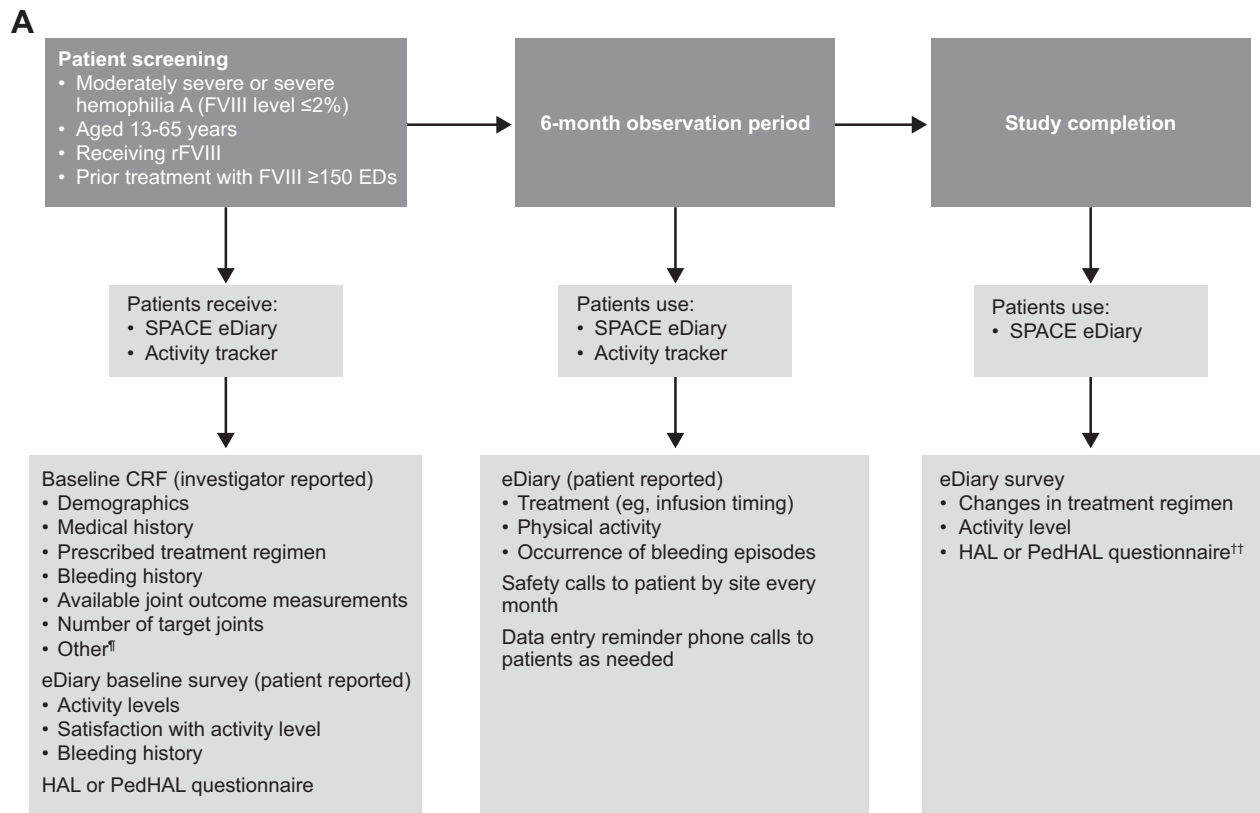 A
Patient screening
• Moderately severe or severe
hemophilia A (FVIII level ≤2%)
• Aged 13-65 years
• Receiving rFVIII
• Prior treatment with FVIII ≥150 EDs
6-month observation period
Study completion
Patients receive:
• SPACE eDiary
• Activity tracker
Patients use:
• SPACE eDiary
• Activity tracker
Patients use:
• SPACE eDiary
Baseline CRF (investigator reported)
• Demographics
• Medical history
• Prescribed treatment regimen
• Bleeding history
• Available joint outcome measurements
• Number of target joints
• Other¶
eDiary baseline survey (patient reported)
• Activity levels
• Satisfaction with activity level
• Bleeding history
HAL or PedHAL questionnaire
eDiary (patient reported)
• Treatment (eg, infusion timing)
• Physical activity
• Occurrence of bleeding episodes
Safety calls to patient by site every
month
Data entry reminder phone calls to
patients as needed
eDiary survey
• Changes in treatment regimen
• Activity level
• HAL or PedHAL questionnaire††